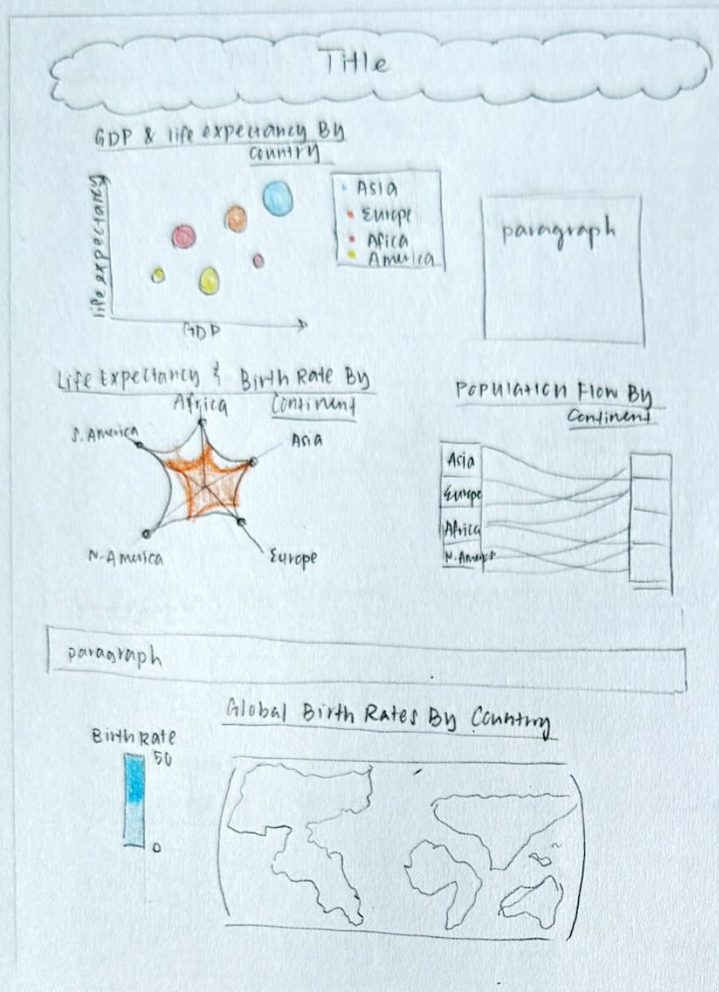 Title
GDP & life expectancy By
Country
life expectancy
GDP
Asia
Europe
Africa
America
paragraph
Life Expectancy & Birth Rate By
Continent
Africa
S. America
Asia
N. America
Europe
Population Flow By
Continent
Asia
Europe
Africa
N. America
paragraph
Global Birth Rates By Country
Birth Rate
50
0